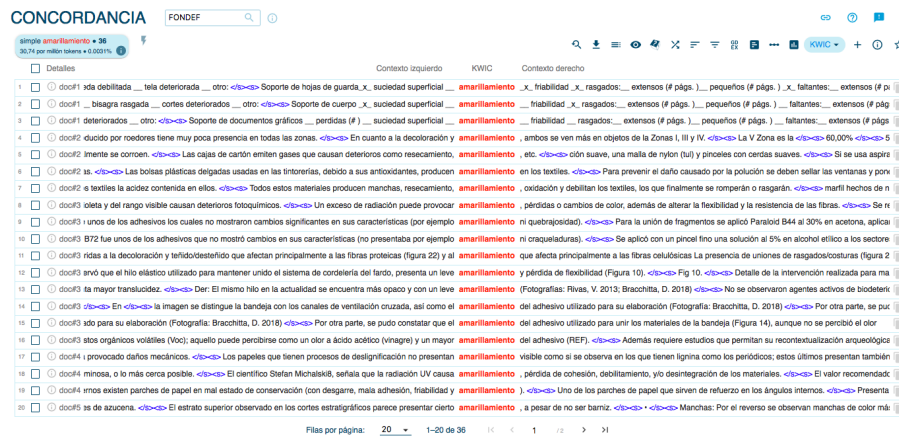 CONCORDANCIA FONDEF
simple amarillamiento • 36
30,74 por millón tokens • 0.0031%
KWIC
Detalles Contexto izquierdo KWIC Contexto derecho
1 doc#1 da debilitada __ tela deteriorada __ otro: </s><s> Soporte de hojas de guarda_x_ suciedad superficial __ amarillamiento _x_ friabilidad _x_ rasgados:__ extensos (# págs. )__ pequeños (# págs. ) _x_ faltantes:__ extensos (#
2 doc#1 __ bisagra rasgada __ cortes deteriorados __ otro: </s><s> Soporte de cuerpo _x_ suciedad superficial __ amarillamiento __ friabilidad _x_ rasgados:__ extensos (# págs. )__ pequeños (# págs. ) __ faltantes:__ extensos (# pág
3 doc#1 deteriorados __ otro: </s><s> Soporte de documentos gráficos __ perdidas (# ) __ suciedad superficial __ amarillamiento __ friabilidad __ rasgados:__ extensos (# págs. )__ pequeños (# págs. ) __ faltantes:__ extensos (# pág
4 doc#2 ducido por roedores tiene muy poca presencia en todas las zonas. </s><s> En cuanto a la decoloración y amarillamiento , ambos se ven más en objetos de la Zonas I, III y IV. </s><s> La V Zona es la </s><s> 60,00% </s><s> 5
5 doc#2 lmente se corroen. </s><s> Las cajas de cartón emiten gases que causan deterioros como resecamiento, amarillamiento , etc. </s><s> ción suave, una malla de nylon (tul) y pinceles con cerdas suaves. </s><s> Si se usa aspira
6 doc#2 as. </s><s> Las bolsas plásticas delgadas usadas en las tintorerías, debido a sus antioxidantes, producen amarillamiento en los textiles. </s><s> Para prevenir el daño causado por la polución se deben sellar las ventanas y pone
7 doc#2 s textiles la acidez contenida en ellos. </s><s> Todos estos materiales producen manchas, resecamiento, amarillamiento , oxidación y debilitan los textiles, los que finalmente se romperán o rasgarán. </s><s> marfil hechos de n
8 doc#3 ioleta y del rango visible causan deterioros fotoquímicos. </s><s> Un exceso de radiación puede provocar amarillamiento , pérdidas o cambios de color, además de alterar la flexibilidad y la resistencia de las fibras. </s><s> Se re
9 doc#3 unos de los adhesivos los cuales no mostraron cambios significativos en sus características (por ejemplo amarillamiento ni quebrajosidad). </s><s> Para la unión de fragmentos se aplicó Paraloid B44 al 30% en acetona, aplica
10 doc#3 B72 fue unos de los adhesivos que no mostró cambios en sus características (no presentaba por ejemplo amarillamiento ni craqueladuras). </s><s> Se aplicó con un pincel fino una solución al 5% en alcohol etílico a los sectore
11 doc#3 ridas a la decoloración y teñido/desteñido que afectan principalmente a las fibras proteicas (figura 22) y al amarillamiento que afecta principalmente a las fibras celulósicas La presencia de uniones de rasgados/costuras (figura 2
12 doc#3 rvó que el hilo elástico utilizado para mantener unido el sistema de cordelería del fardo, presenta un leve amarillamiento y pérdida de flexibilidad (Figura 10). </s><s> Fig 10. </s><s> Detalle de la intervención realizada para ma
13 doc#3 ta mayor translucidez. </s><s> Der: El mismo hilo en la actualidad se encuentra más opaco y con un leve amarillamiento (Fotografías: Rivas, V. 2013; Bracchitta, D. 2018) </s><s> No se observaron agentes activos de biodeterio
14 doc#3 </s><s> En </s><s> la imagen se distingue la bandeja con los canales de ventilación cruzada, así como el amarillamiento del adhesivo utilizado para su elaboración (Fotografía: Bracchitta, D. 2018) </s><s> Por otra parte, se pud
15 doc#3 ado para su elaboración (Fotografía: Bracchitta, D. 2018) </s><s> Por otra parte, se pudo constatar que el amarillamiento del adhesivo utilizado para unir los materiales de la bandeja (Figura 14), aunque no se percibió el olor
16 doc#3 stos orgánicos volátiles (Voc); aquello puede percibirse como un olor a ácido acético (vinagre) y un mayor amarillamiento del adhesivo (REF). </s><s> Además requiere estudios que permitan su recontextualización arqueológica
17 doc#4 provocado daños mecánicos. </s><s> Los papeles que tienen procesos de deslignificación no presentan amarillamiento visible como si se observa en los que tienen lignina como los periódicos; estos últimos presentan también
18 doc#4 minosa, o lo más cerca posible. </s><s> El científico Stefan Michalski8, señala que la radiación UV causa amarillamiento , pérdida de cohesión, debilitamiento, y/o desintegración de los materiales. </s><s> El valor recomendado
19 doc#4 rnos existen parches de papel en mal estado de conservación (con desgarre, mala adhesión, friabilidad y amarillamiento ). </s><s> Uno de los parches de papel que sirven de refuerzo en los ángulos internos. </s><s> Presenta
20 doc#5 es de azucena. </s><s> El estrato superior observado en los cortes estratigráficos parece presentar cierto amarillamiento , a pesar de no ser barniz. </s><s> • </s><s> Manchas: Por el reverso se observan manchas de color má
Filas por página: 20 1–20 de 36 1 / 2